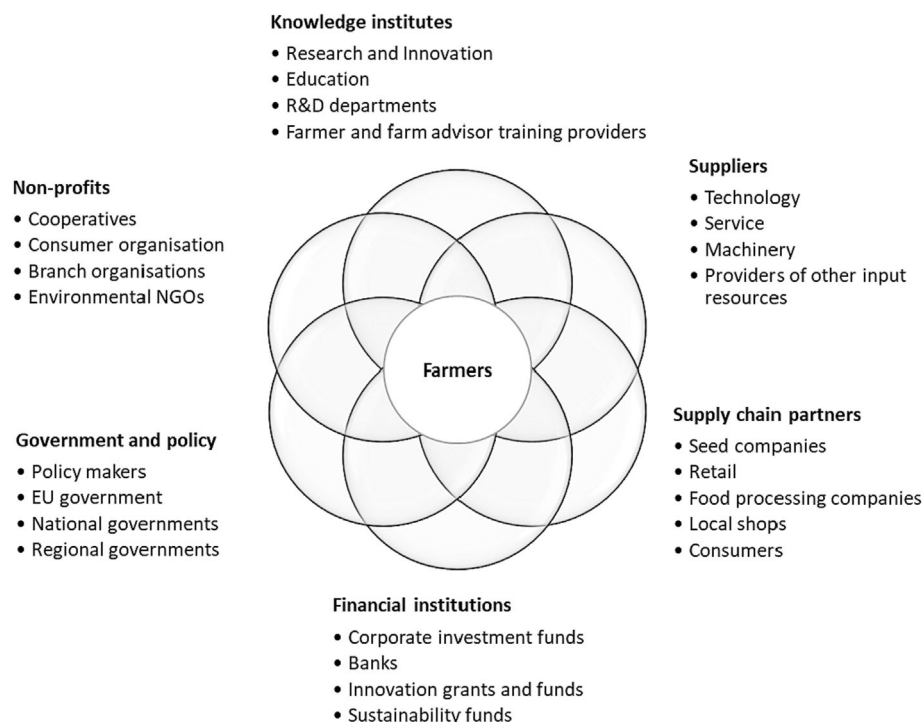 Knowledge institutes
• Research and Innovation
• Education
• R&D departments
• Farmer and farm advisor training providers
Non-profits
• Cooperatives
• Consumer organisation
• Branch organisations
• Environmental NGOs
Suppliers
• Technology
• Service
• Machinery
• Providers of other input
resources
Farmers
Government and policy
• Policy makers
• EU government
• National governments
• Regional governments
Supply chain partners
• Seed companies
• Retail
• Food processing companies
• Local shops
• Consumers
Financial institutions
• Corporate investment funds
• Banks
• Innovation grants and funds
• Sustainability funds